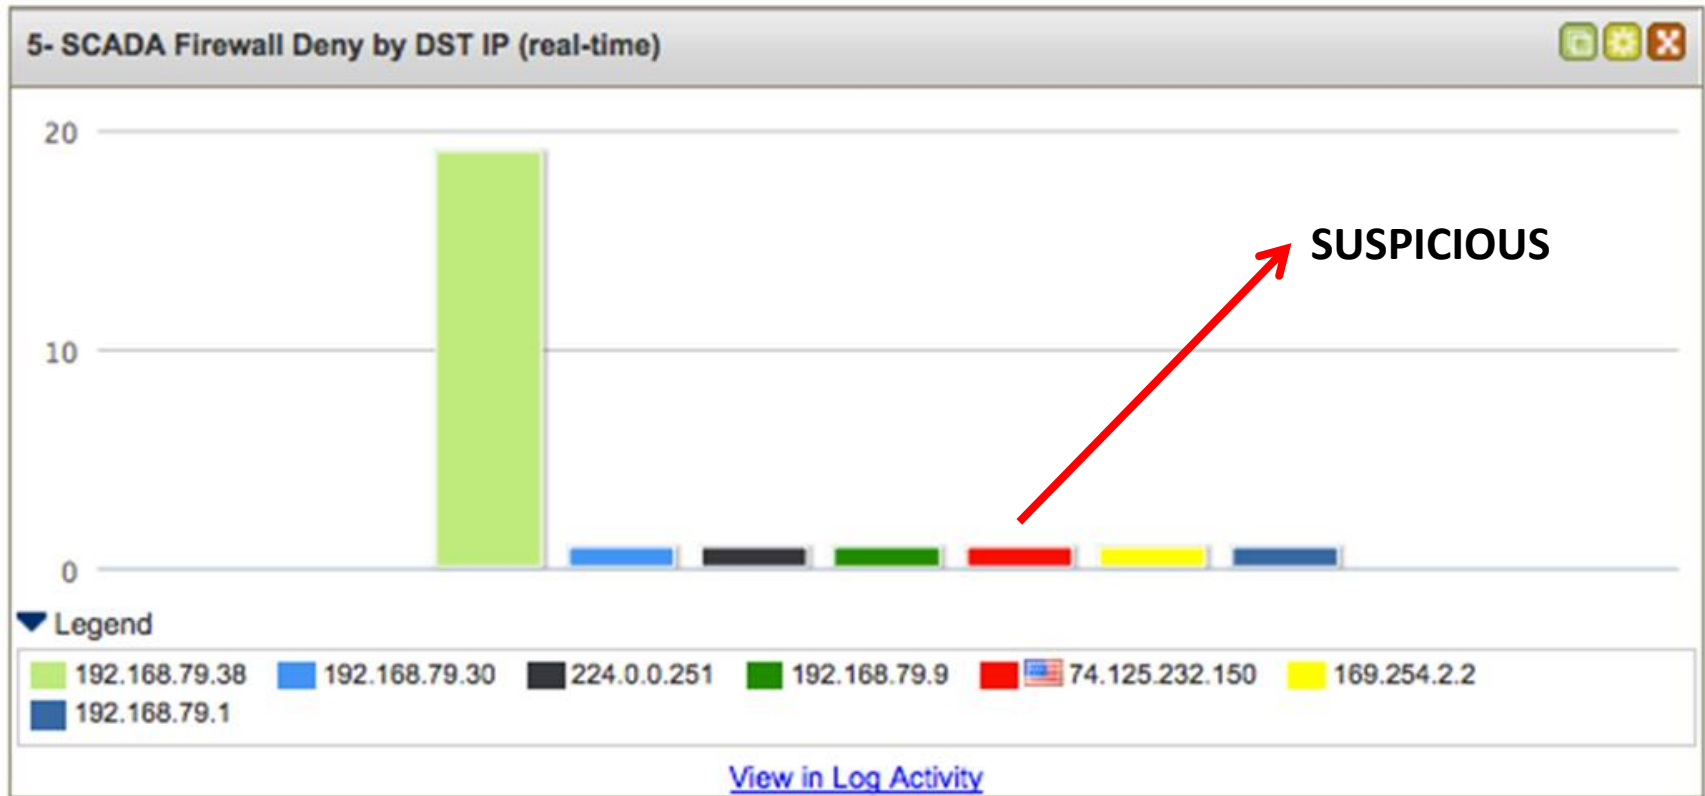 5- SCADA Firewall Deny by DST IP (real-time)
20
SUSPICIOUS
10
0
Legend
192.168.79.38 192.168.79.30 224.0.0.251 192.168.79.9 74.125.232.150 169.254.2.2
192.168.79.1
View in Log Activity